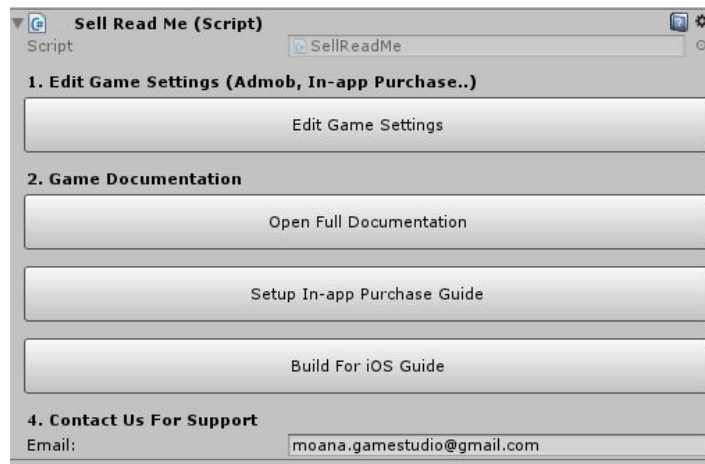 Sell Read Me (Script)
Script SellReadMe
1. Edit Game Settings (Admob, In-app Purchase..)
Edit Game Settings
2. Game Documentation
Open Full Documentation
Setup In-app Purchase Guide
Build For iOS Guide
4. Contact Us For Support
Email: moana.gamestudio@gmail.com